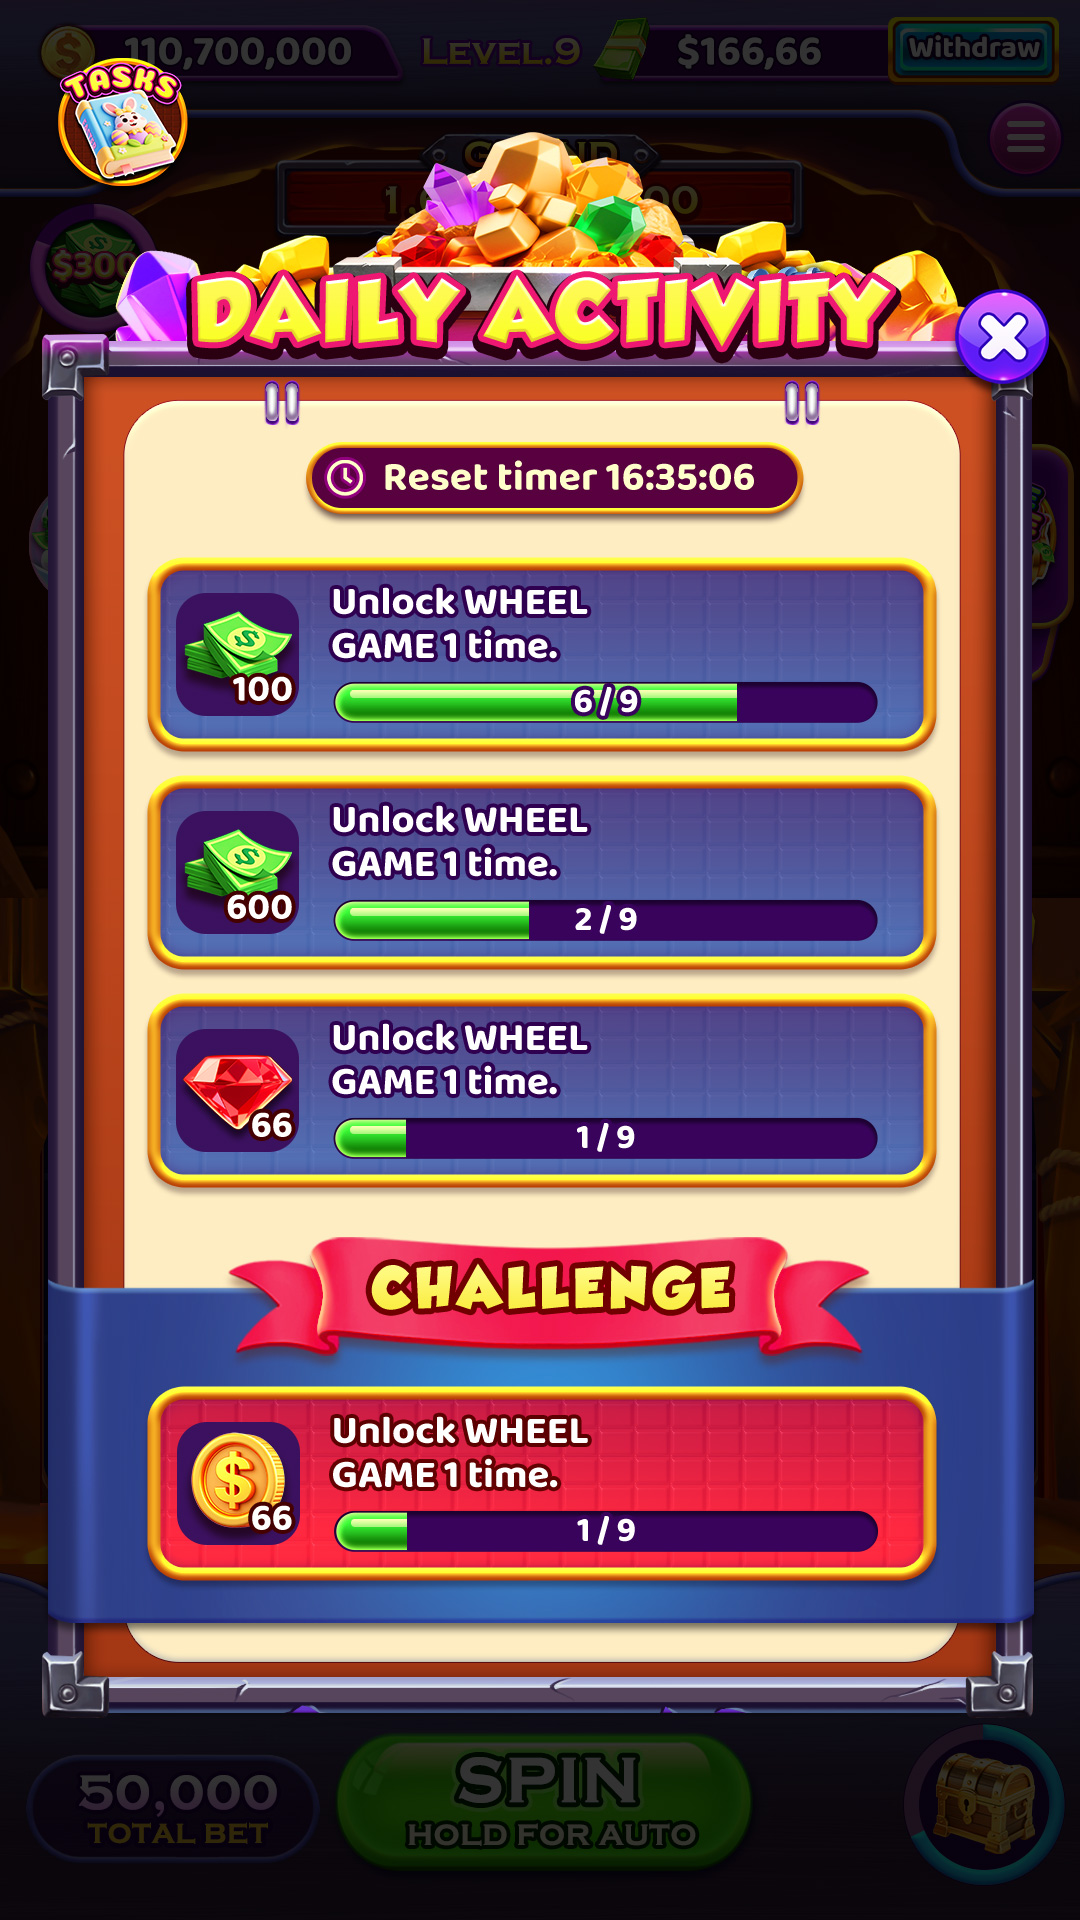 110,700,000
LEVEL.9
$166,66
Withdraw
TASKS
$300
DAILY ACTIVITY
Reset timer 16:35:06
Unlock WHEEL
GAME 1 time.
100
6/9
Unlock WHEEL
GAME 1 time.
600
2/9
Unlock WHEEL
GAME 1 time.
66
1/9
CHALLENGE
Unlock WHEEL
GAME 1 time.
66
1/9
50,000
TOTAL BET
SPIN
HOLD FOR AUTO